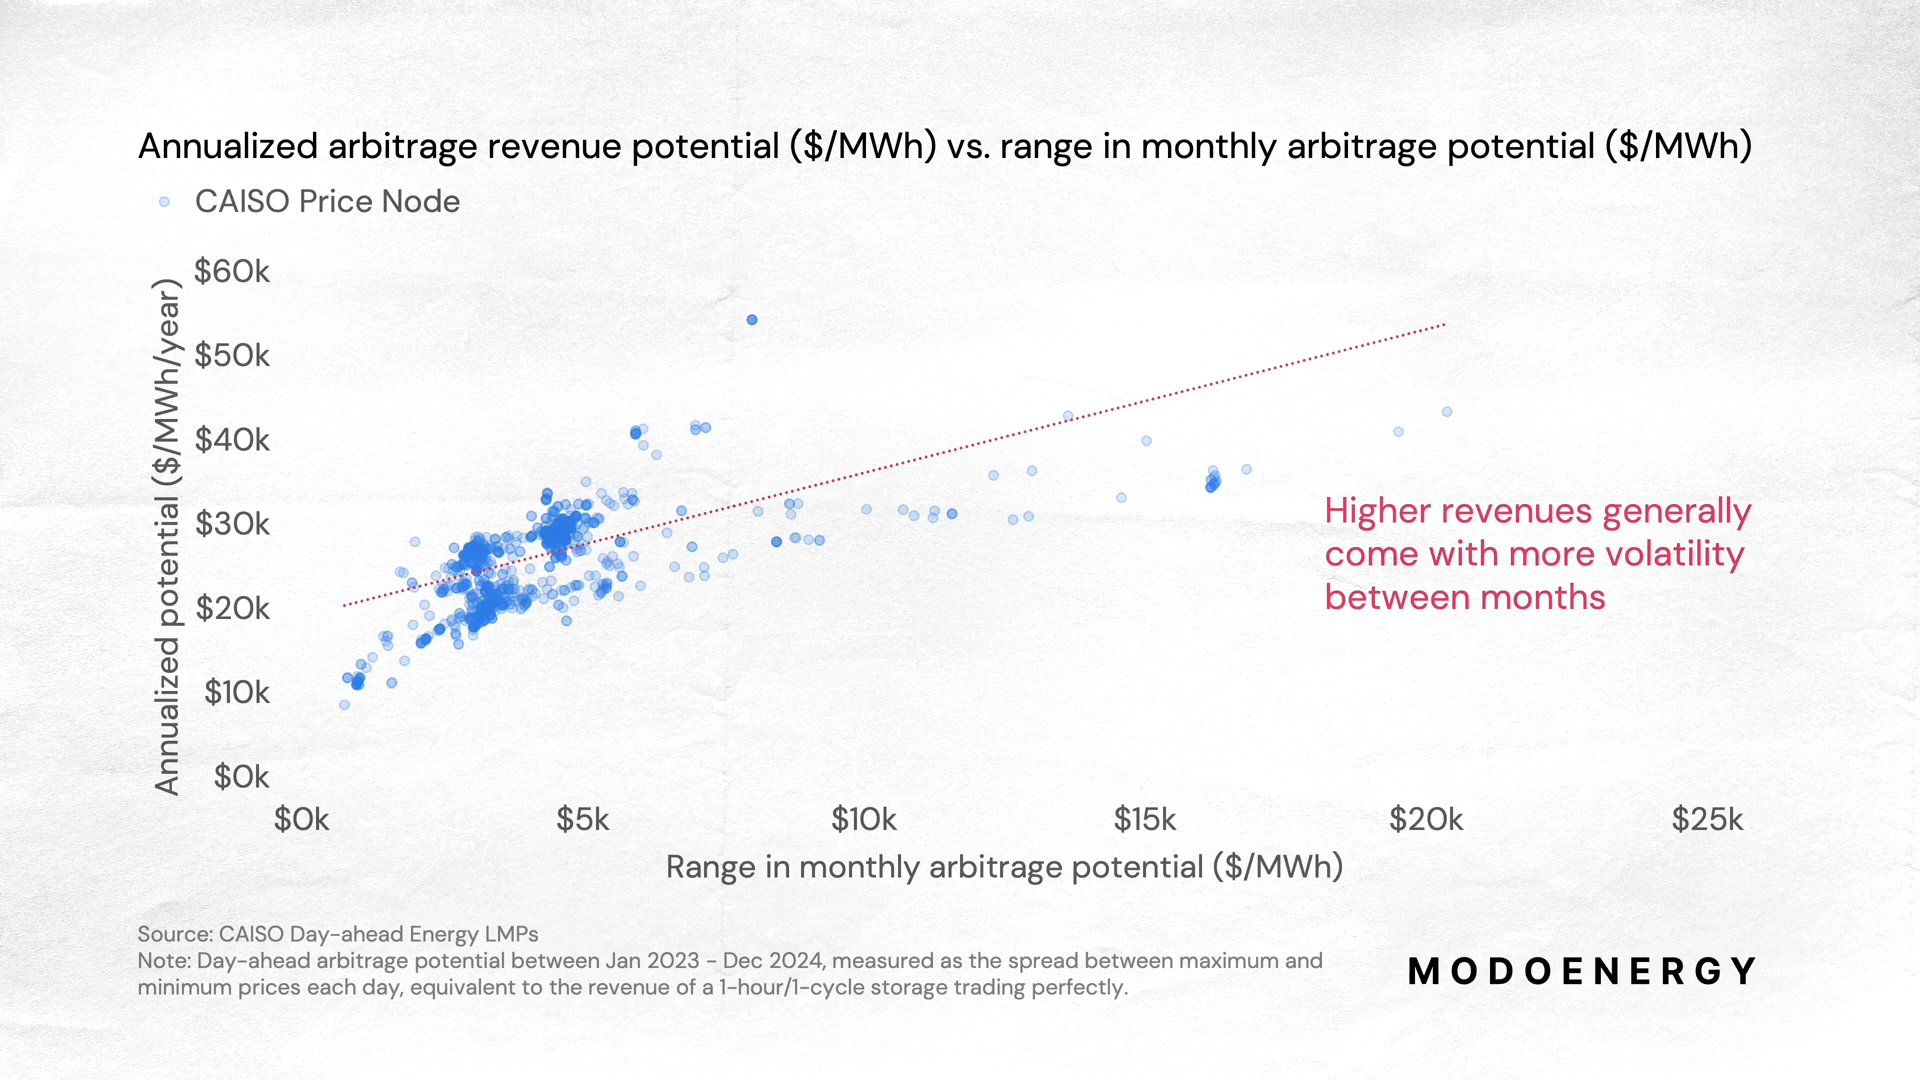 Annualized arbitrage revenue potential ($/MWh) vs. range in monthly arbitrage potential ($/MWh)
CAISO Price Node
Annualized potential ($/MWh/year)
$60k
$50k
$40k
$30k
$20k
$10k
$0k
Higher revenues generally
come with more volatility
between months
$0k $5k $10k $15k $20k $25k
Range in monthly arbitrage potential ($/MWh)
Source: CAISO Day-ahead Energy LMPs
Note: Day-ahead arbitrage potential between Jan 2023 - Dec 2024, measured as the spread between maximum and
minimum prices each day, equivalent to the revenue of a 1-hour/1-cycle storage trading perfectly.
MODOENERGY